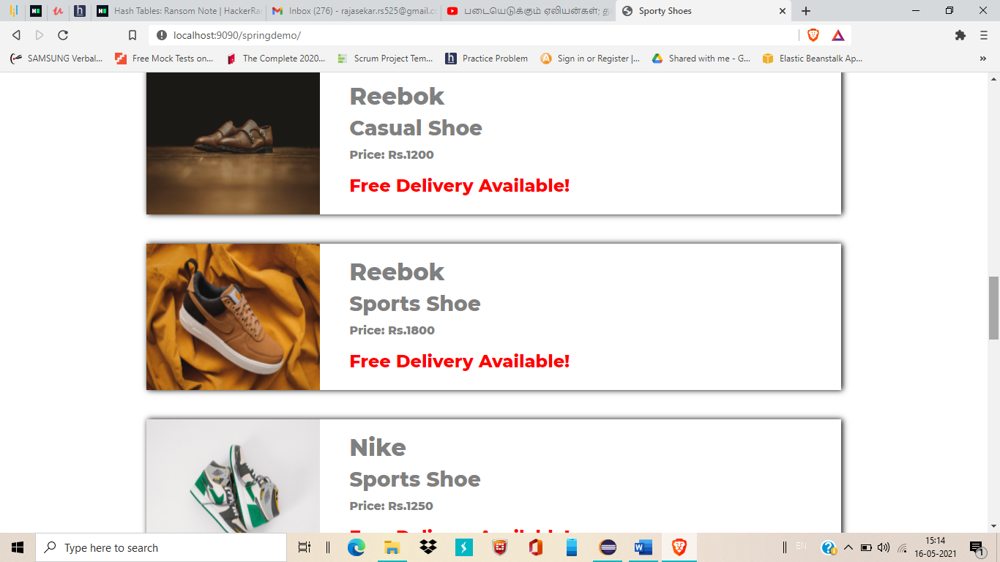 Hash Tables: Ransom Note | HackerRa
Inbox (276) - rajasekar.rs525@gmail.co
படையெடுக்கும் ஏலியன்கள்;
Sporty Shoes
localhost:9090/springdemo/
SAMSUNG Verbal...
Free Mock Tests on...
The Complete 2020...
Scrum Project Tem...
Practice Problem
Sign in or Register |...
Shared with me - G...
Elastic Beanstalk Ap...
Reebok
Casual Shoe
Price: Rs.1200
Free Delivery Available!
Reebok
Sports Shoe
Price: Rs.1800
Free Delivery Available!
Nike
Sports Shoe
Price: Rs.1250
Free Delivery Available!
Type here to search
EN
15:14
16-05-2021
1